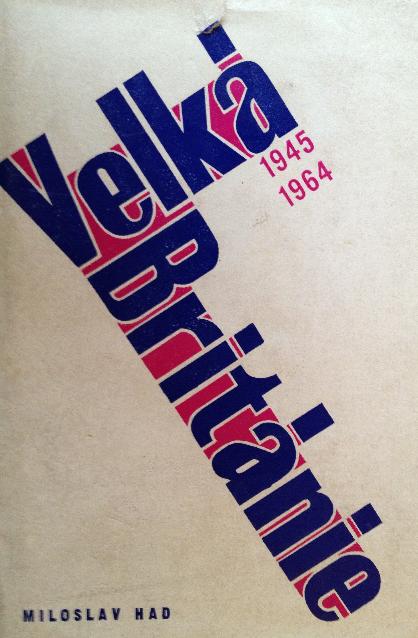 Velká
1945
1964
Británie
MILOSLAV HAD